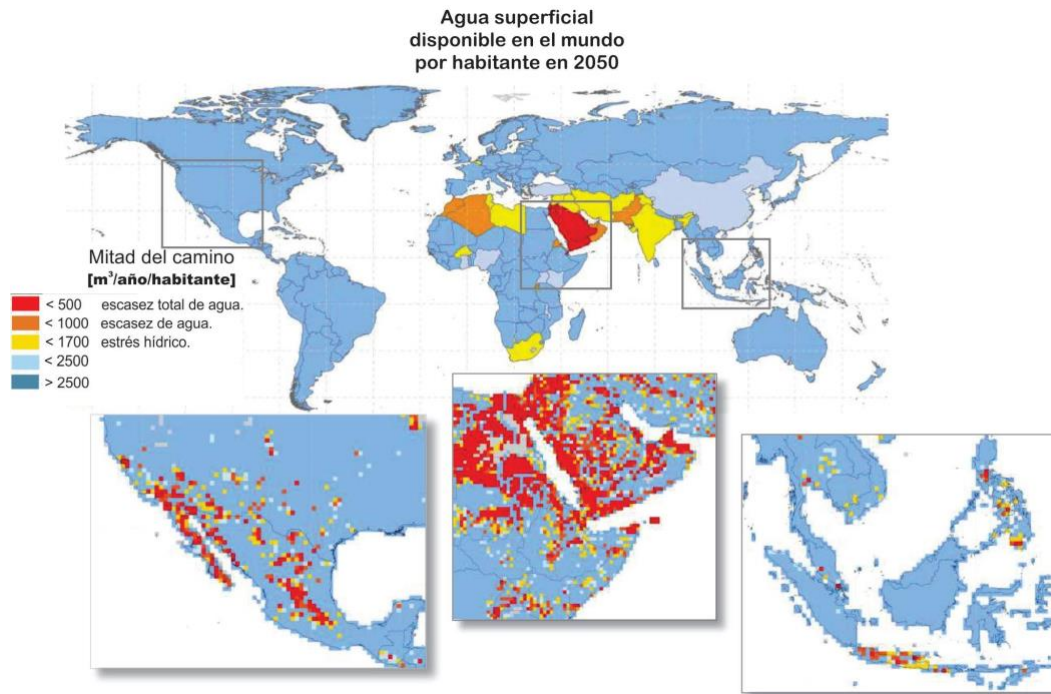 Agua superficial
disponible en el mundo
por habitante en 2050
Mitad del camino
[m³/año/habitante]
< 500 escasez total de agua.
< 1000 escasez de agua.
< 1700 estrés hídrico.
< 2500
> 2500